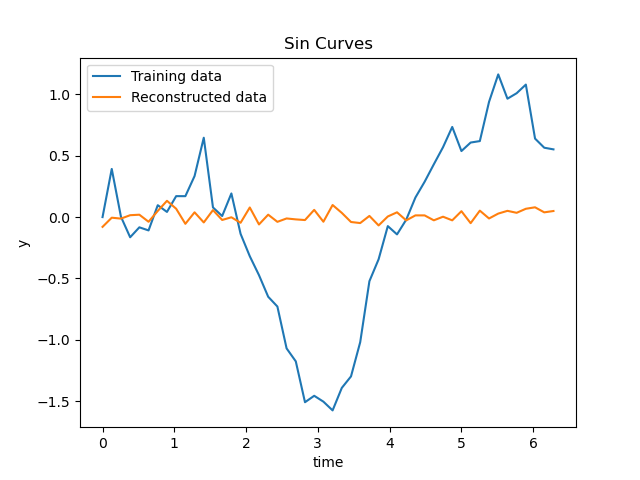 Sin Curves
Training data
Reconstructed data
1.0
0.5
0.0
−0.5
−1.0
−1.5
y
0 1 2 3 4 5 6
time